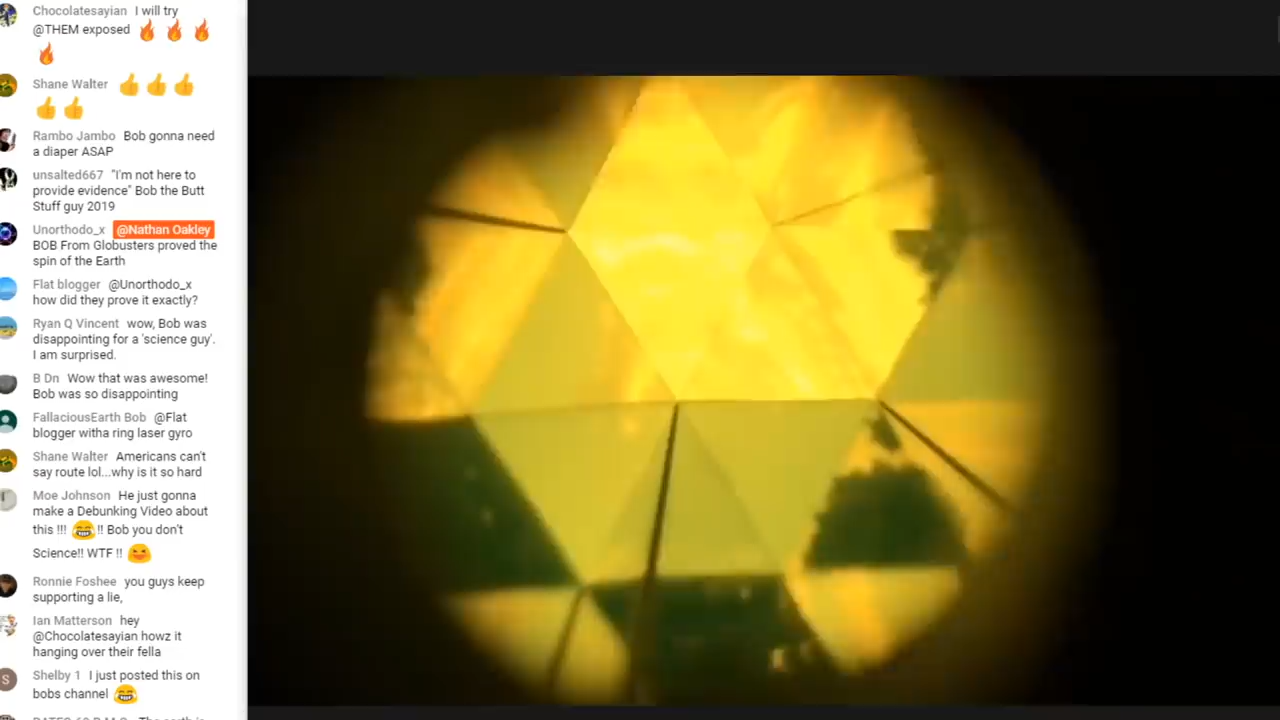 Chocolatesayian I will try
@THEM exposed 🔥 🔥 🔥
🔥
Shane Walter 👍 👍 👍
👍 👍
Rambo Jambo Bob gonna need
a diaper ASAP
unsalted667 "I'm not here to
provide evidence" Bob the Butt
Stuff guy 2019
Unorthodo_x @Nathan Oakley
BOB From Globusters proved the
spin of the Earth
Flat blogger @Unorthodo_x
how did they prove it exactly?
Ryan Q Vincent wow, Bob was
disappointing for a 'science guy'.
I am surprised.
B Dn Wow that was awesome!
Bob was so disappointing
FallaciousEarth Bob @Flat
blogger witha ring laser gyro
Shane Walter Americans can't
say route lol...why is it so hard
Moe Johnson He just gonna
make a Debunking Video about
this !!! 😂 !! Bob you don't
Science!! WTF !! 😆
Ronnie Foshee you guys keep
supporting a lie,
Ian Matterson hey
@Chocolatesayian howz it
hanging over their fella
S Shelby 1 I just posted this on
bobs channel 😂